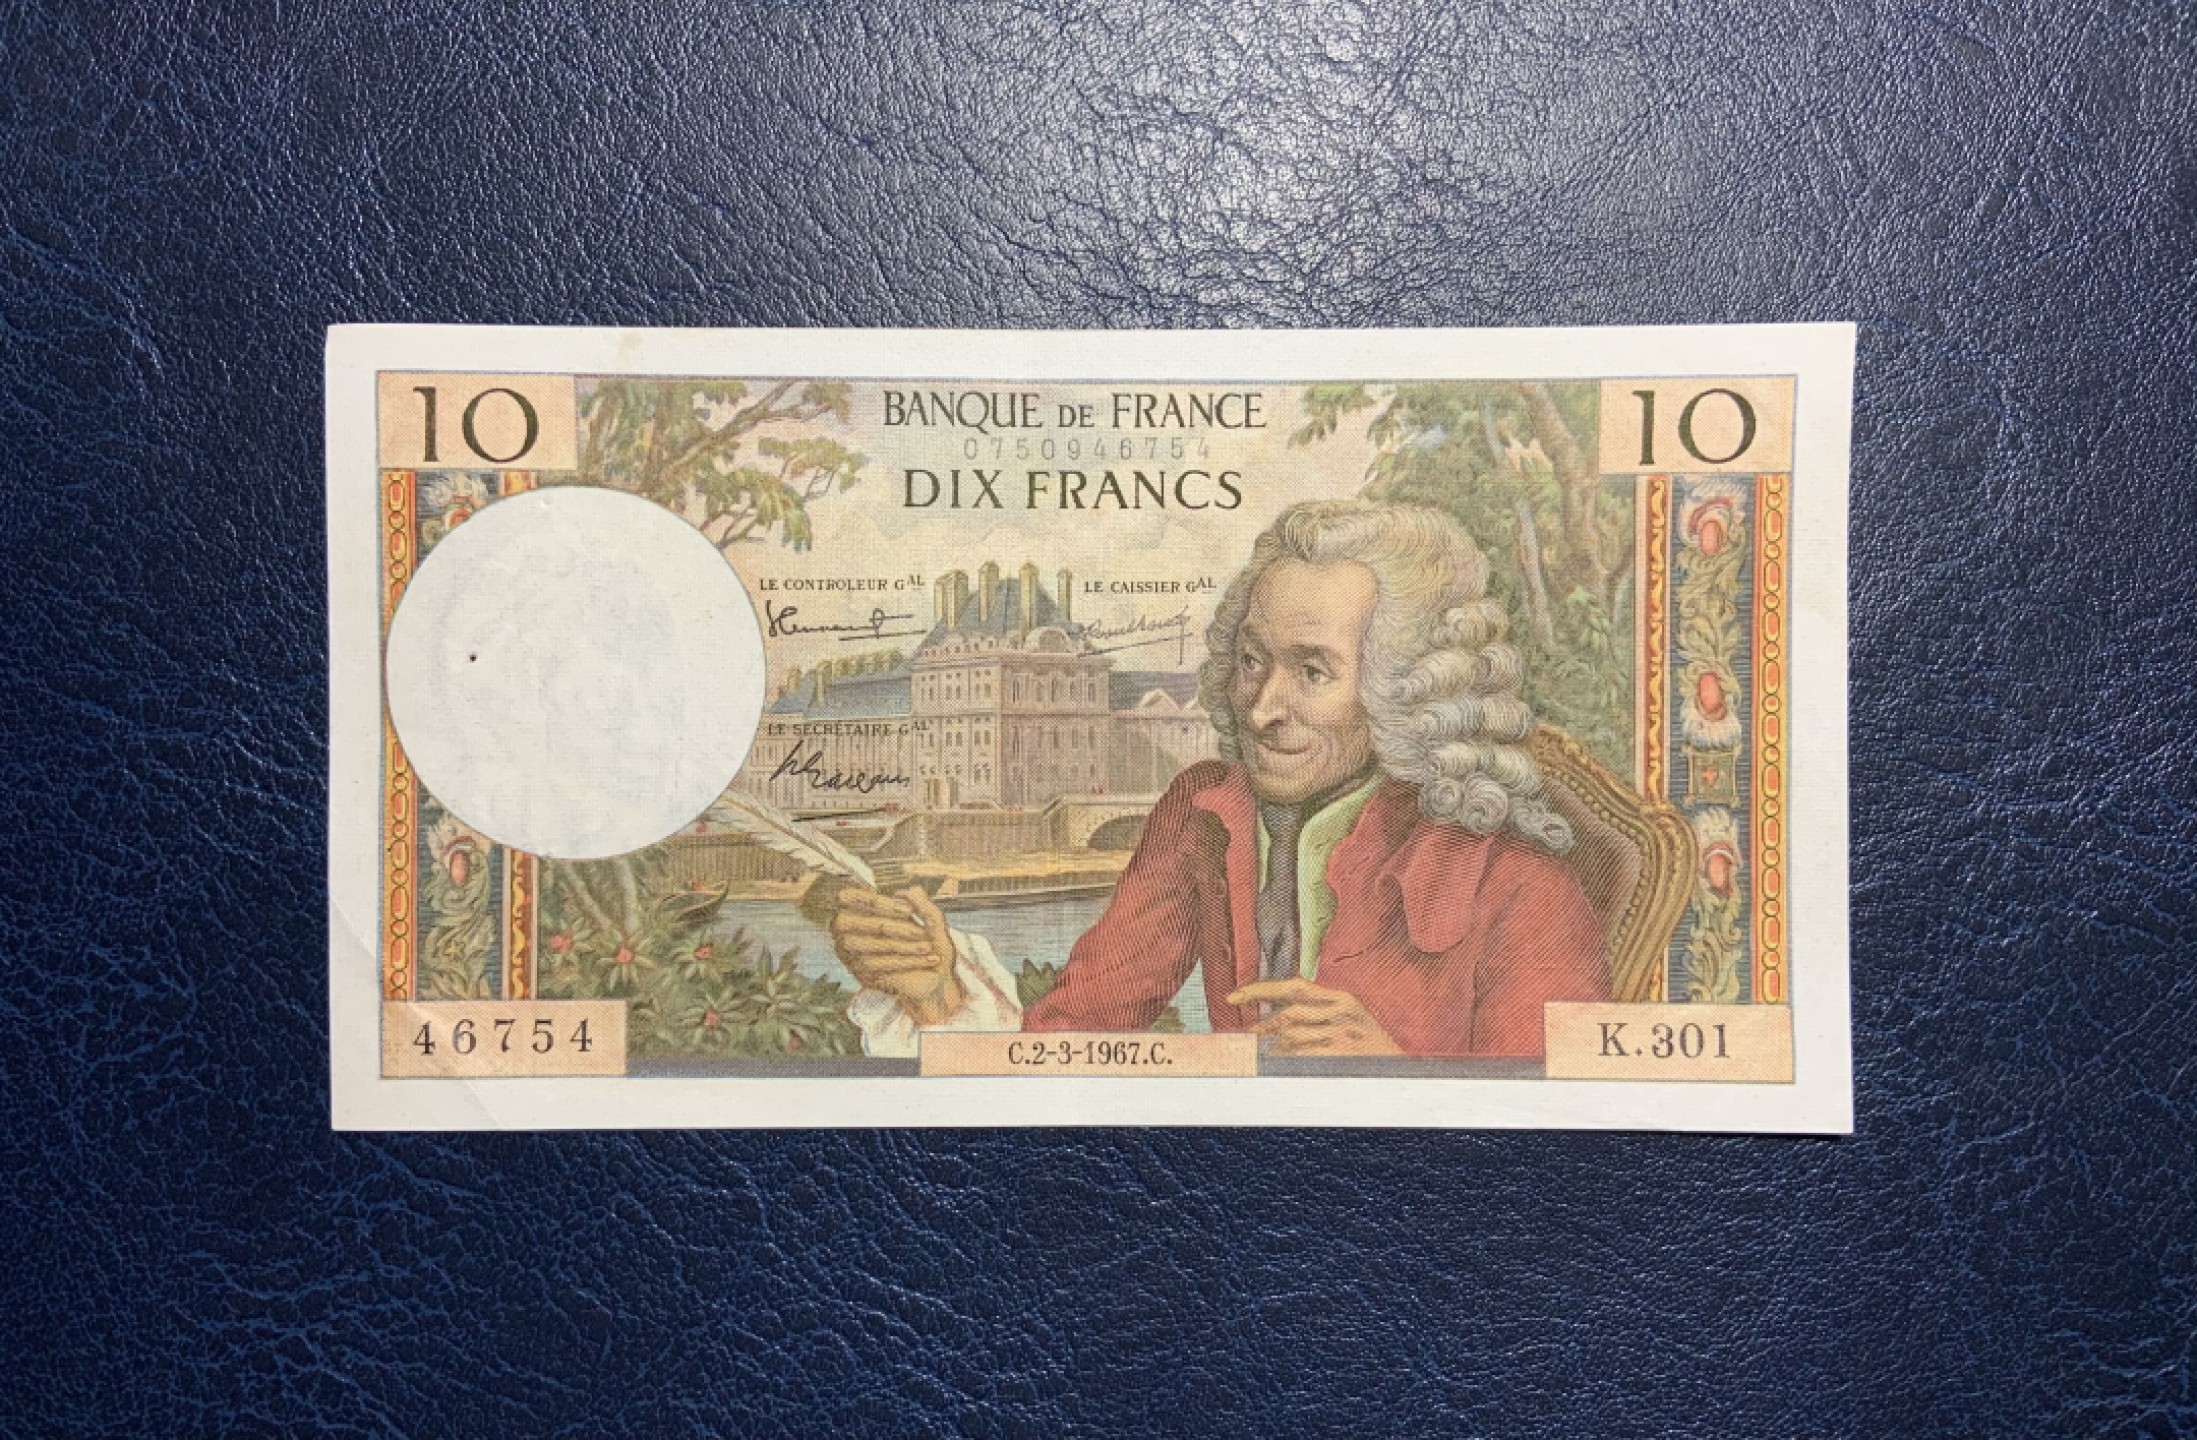 10
BANQUE DE FRANCE
10
0750946754
DIX FRANCS
LE CONTROLEUR GAL
LE CAISSIER GAL
LE SECRÉTAIRE GAL
46754
C.2-3-1967.C.
K.301